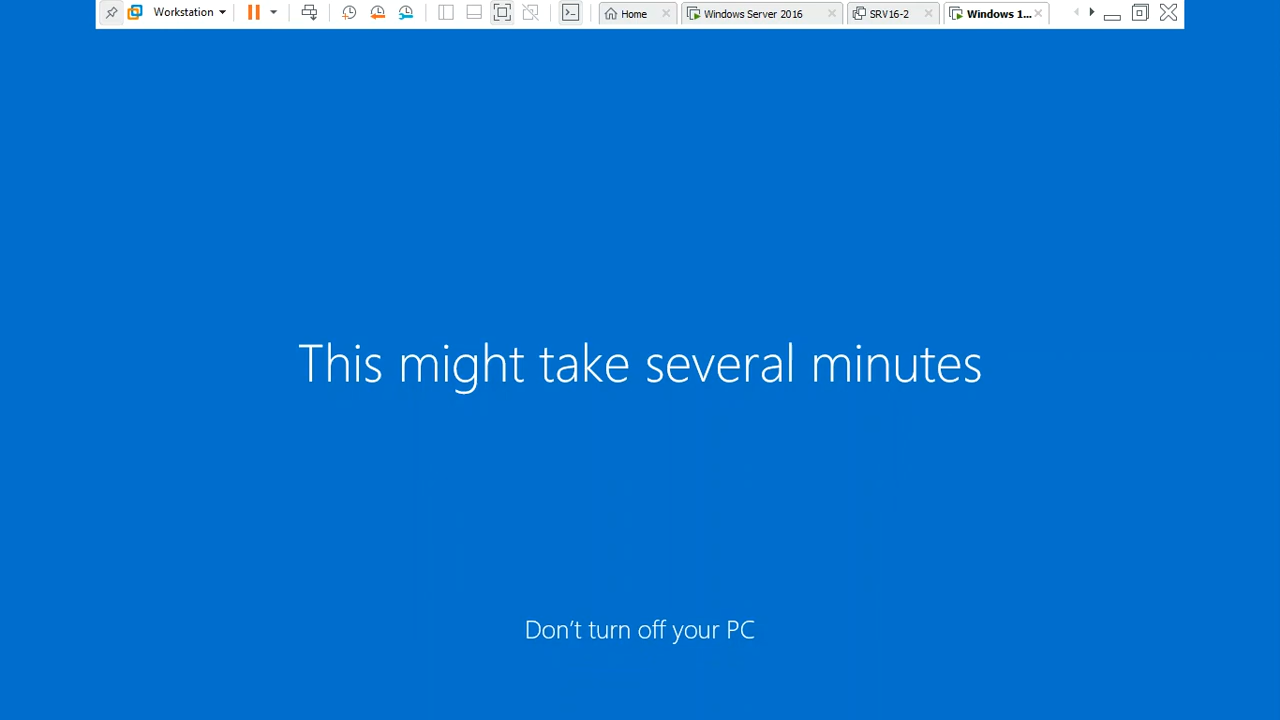 Workstation Home Windows Server 2016 SRV16-2 Windows 1...
This might take several minutes
Don’t turn off your PC